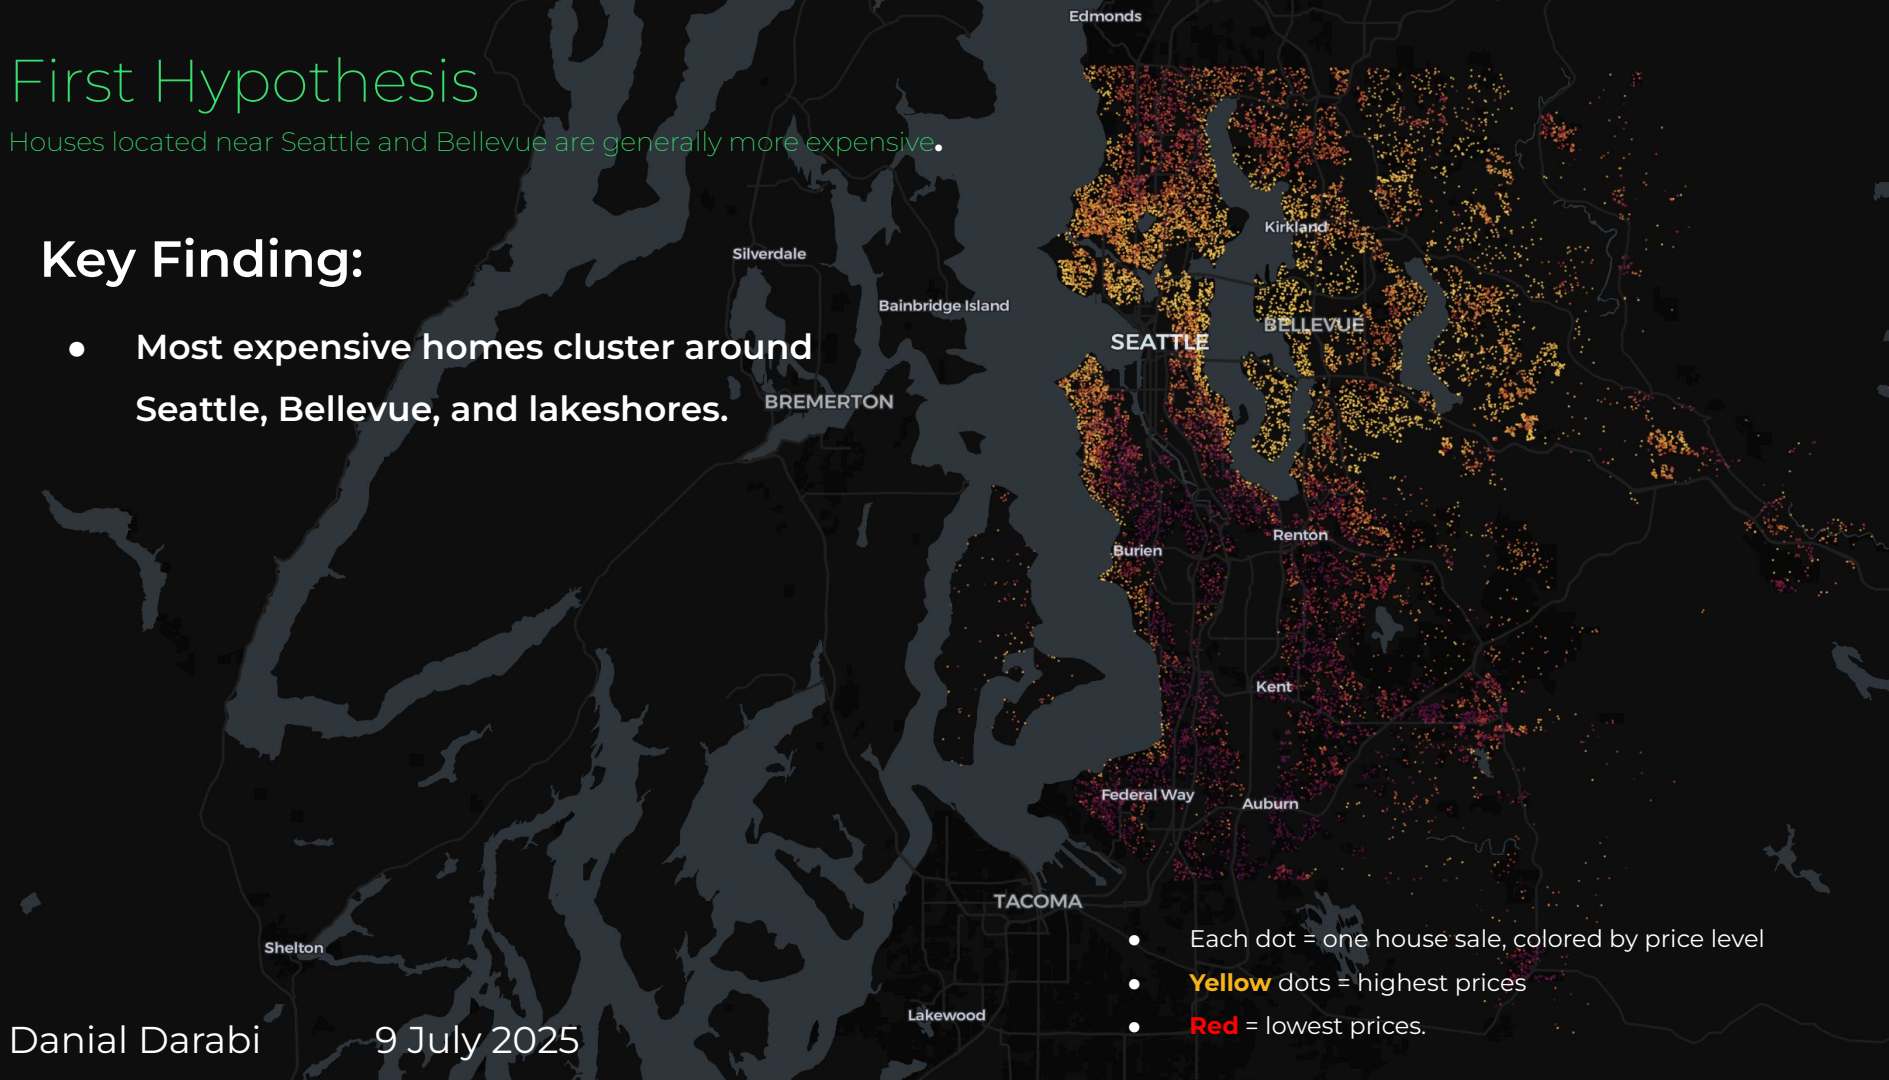 First Hypothesis
Houses located near Seattle and Bellevue are generally more expensive.
Key Finding:
● Most expensive homes cluster around
Seattle, Bellevue, and lakeshores.
Edmonds
Kirkland
Silverdale
Bainbridge Island
BELLEVUE
SEATTLE
BREMERTON
Renton
Burien
Kent
Federal Way
Auburn
TACOMA
Shelton
Lakewood
● Each dot = one house sale, colored by price level
● Yellow dots = highest prices
● Red = lowest prices.
Danial Darabi 9 July 2025